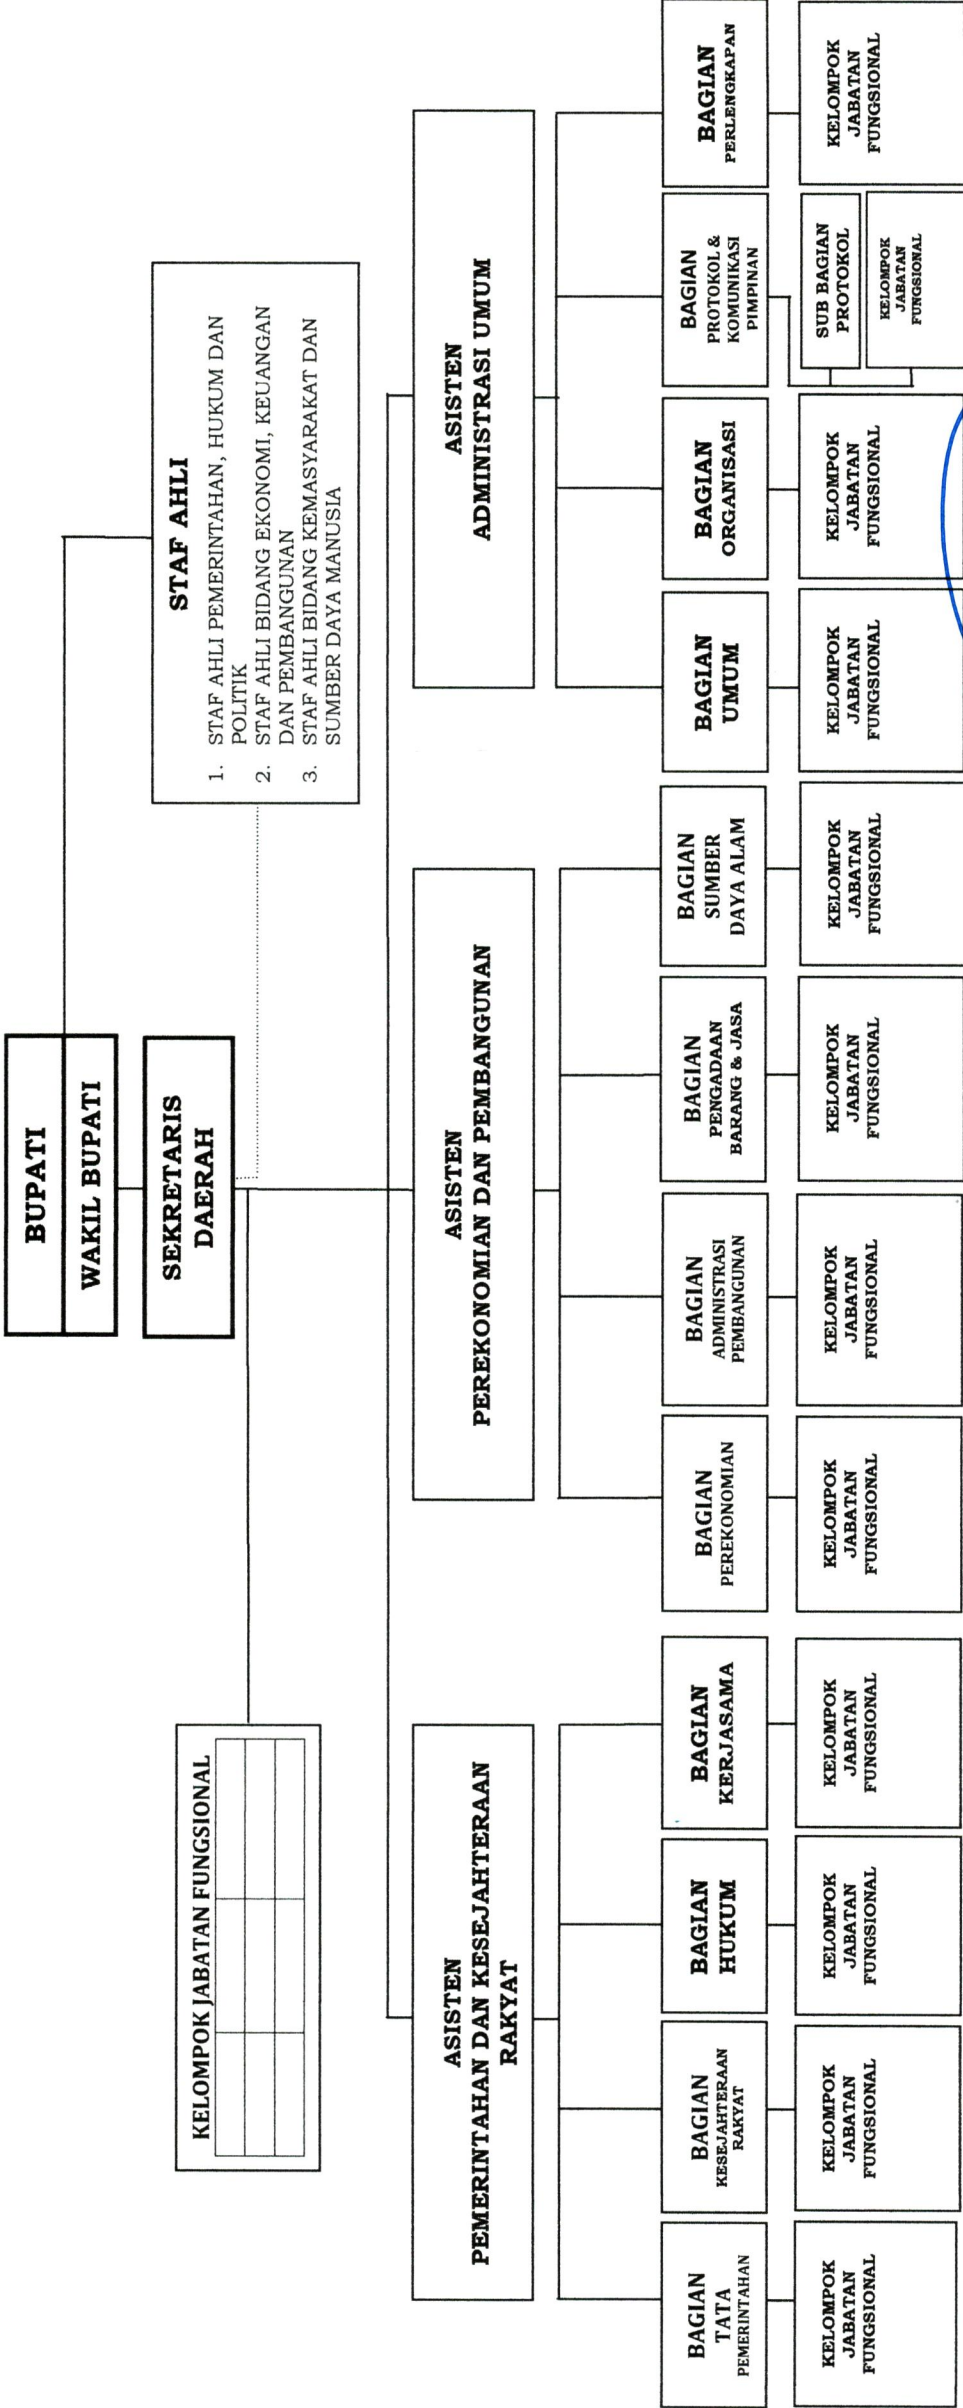 BUPATI
WAKIL BUPATI
SEKRETARIS
DAERAH
KELOMPOK JABATAN FUNGSIONAL
STAF AHLI
1. STAF AHLI PEMERINTAHAN, HUKUM DAN
POLITIK
2. STAF AHLI BIDANG EKONOMI, KEUANGAN
DAN PEMBANGUNAN
3. STAF AHLI BIDANG KEMASYARAKAT DAN
SUMBER DAYA MANUSIA
ASISTEN
PEMERINTAHAN DAN KESEJAHTERAAN
RAKYAT
ASISTEN
PEREKONOMIAN DAN PEMBANGUNAN
ASISTEN
ADMINISTRASI UMUM
BAGIAN
TATA
PEMERINTAHAN
BAGIAN
KESEJAHTERAAN
RAKYAT
BAGIAN
HUKUM
BAGIAN
KERJASAMA
BAGIAN
PEREKONOMIAN
BAGIAN
ADMINISTRASI
PEMBANGUNAN
BAGIAN
PENGADAAN
BARANG & JASA
BAGIAN
SUMBER
DAYA ALAM
BAGIAN
UMUM
BAGIAN
ORGANISASI
BAGIAN
PROTOKOL &
KOMUNIKASI
PIMPINAN
BAGIAN
PERLENGKAPAN
KELOMPOK
JABATAN
FUNGSIONAL
KELOMPOK
JABATAN
FUNGSIONAL
KELOMPOK
JABATAN
FUNGSIONAL
KELOMPOK
JABATAN
FUNGSIONAL
KELOMPOK
JABATAN
FUNGSIONAL
KELOMPOK
JABATAN
FUNGSIONAL
KELOMPOK
JABATAN
FUNGSIONAL
KELOMPOK
JABATAN
FUNGSIONAL
KELOMPOK
JABATAN
FUNGSIONAL
KELOMPOK
JABATAN
FUNGSIONAL
SUB BAGIAN
PROTOKOL
KELOMPOK
JABATAN
FUNGSIONAL
KELOMPOK
JABATAN
FUNGSIONAL